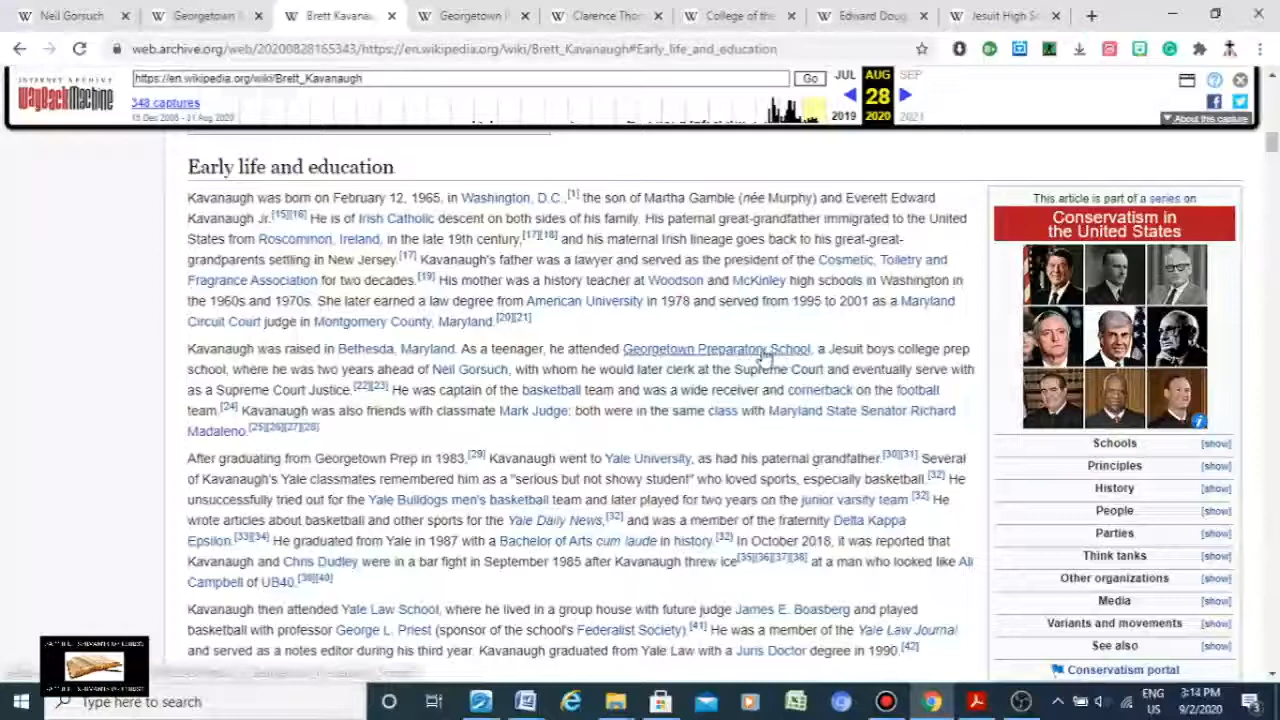 Neil Gorsuch
Georgetown
Brett Kavana
Georgetown
Clarence Tho
College of the
Edward Doug
Jesuit High Sc
web.archive.org/web/20200828165343/https://en.wikipedia.org/wiki/Brett_Kavanaugh#Early_life_and_education
INTERNET ARCHIVE
WayBackMachine
https://en.wikipedia.org/wiki/Brett_Kavanaugh
Go
JUL AUG SEP
348 captures
28
2019 2020 2021
About this capture
Early life and education
Kavanaugh was born on February 12, 1965, in Washington, D.C.,[1] the son of Martha Gamble (née Murphy) and Everett Edward
Kavanaugh Jr.[15][16] He is of Irish Catholic descent on both sides of his family. His paternal great-grandfather immigrated to the United
States from Roscommon, Ireland, in the late 19th century,[17][18] and his maternal Irish lineage goes back to his great-great-
grandparents settling in New Jersey.[17] Kavanaugh's father was a lawyer and served as the president of the Cosmetic, Toiletry and
Fragrance Association for two decades.[19] His mother was a history teacher at Woodson and McKinley high schools in Washington in
the 1960s and 1970s. She later earned a law degree from American University in 1978 and served from 1995 to 2001 as a Maryland
Circuit Court judge in Montgomery County, Maryland.[20][21]
Kavanaugh was raised in Bethesda, Maryland. As a teenager, he attended Georgetown Preparatory School, a Jesuit boys college prep
school, where he was two years ahead of Neil Gorsuch, with whom he would later clerk at the Supreme Court and eventually serve with
as a Supreme Court Justice.[22][23] He was captain of the basketball team and was a wide receiver and cornerback on the football
team.[24] Kavanaugh was also friends with classmate Mark Judge; both were in the same class with Maryland State Senator Richard
Madaleno.[25][26][27][28]
After graduating from Georgetown Prep in 1983,[29] Kavanaugh went to Yale University, as had his paternal grandfather.[30][31] Several
of Kavanaugh's Yale classmates remembered him as a "serious but not showy student" who loved sports, especially basketball.[32] He
unsuccessfully tried out for the Yale Bulldogs men's basketball team and later played for two years on the junior varsity team.[32] He
wrote articles about basketball and other sports for the Yale Daily News,[32] and was a member of the fraternity Delta Kappa
Epsilon.[33][34] He graduated from Yale in 1987 with a Bachelor of Arts cum laude in history.[32] In October 2018, it was reported that
Kavanaugh and Chris Dudley were in a bar fight in September 1985 after Kavanaugh threw ice[35][36][37][38] at a man who looked like Ali
Campbell of UB40.[39][40]
Kavanaugh then attended Yale Law School, where he lived in a group house with future judge James E. Boasberg and played
basketball with professor George L. Priest (sponsor of the school's Federalist Society).[41] He was a member of the Yale Law Journal
and served as a notes editor during his third year. Kavanaugh graduated from Yale Law with a Juris Doctor degree in 1990.[42]
This article is part of a series on
Conservatism in
the United States
Schools [show]
Principles [show]
History [show]
People [show]
Parties [show]
Think tanks [show]
Other organizations [show]
Media [show]
Variants and movements [show]
See also [show]
Conservatism portal
Type here to search
ENG
US
3:14 PM
9/2/2020
3